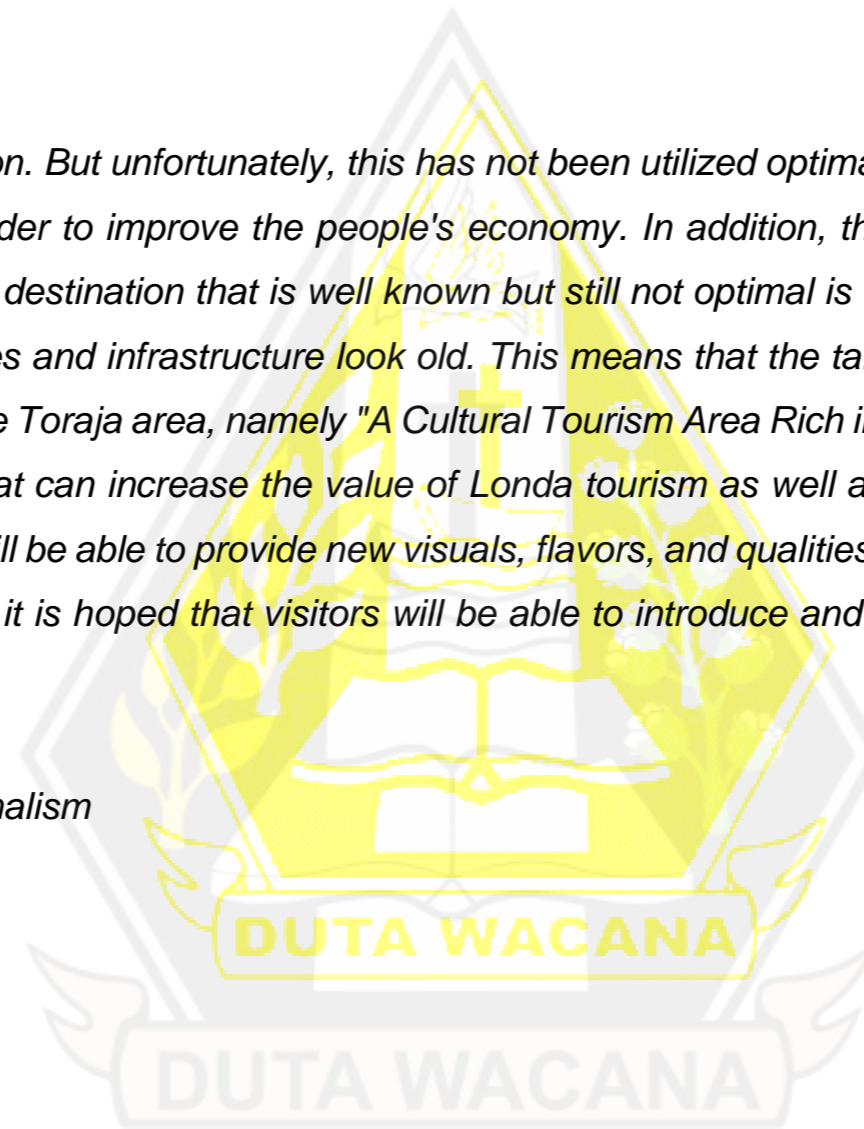 on. But unfortunately, this has not been utilized optima
der to improve the people's economy. In addition, th
destination that is well known but still not optimal is
es and infrastructure look old. This means that the ta
e Toraja area, namely "A Cultural Tourism Area Rich i
at can increase the value of Londa tourism as well a
ll be able to provide new visuals, flavors, and qualities
it is hoped that visitors will be able to introduce and
nalism
DUTA WACANA
DUTA WACANA